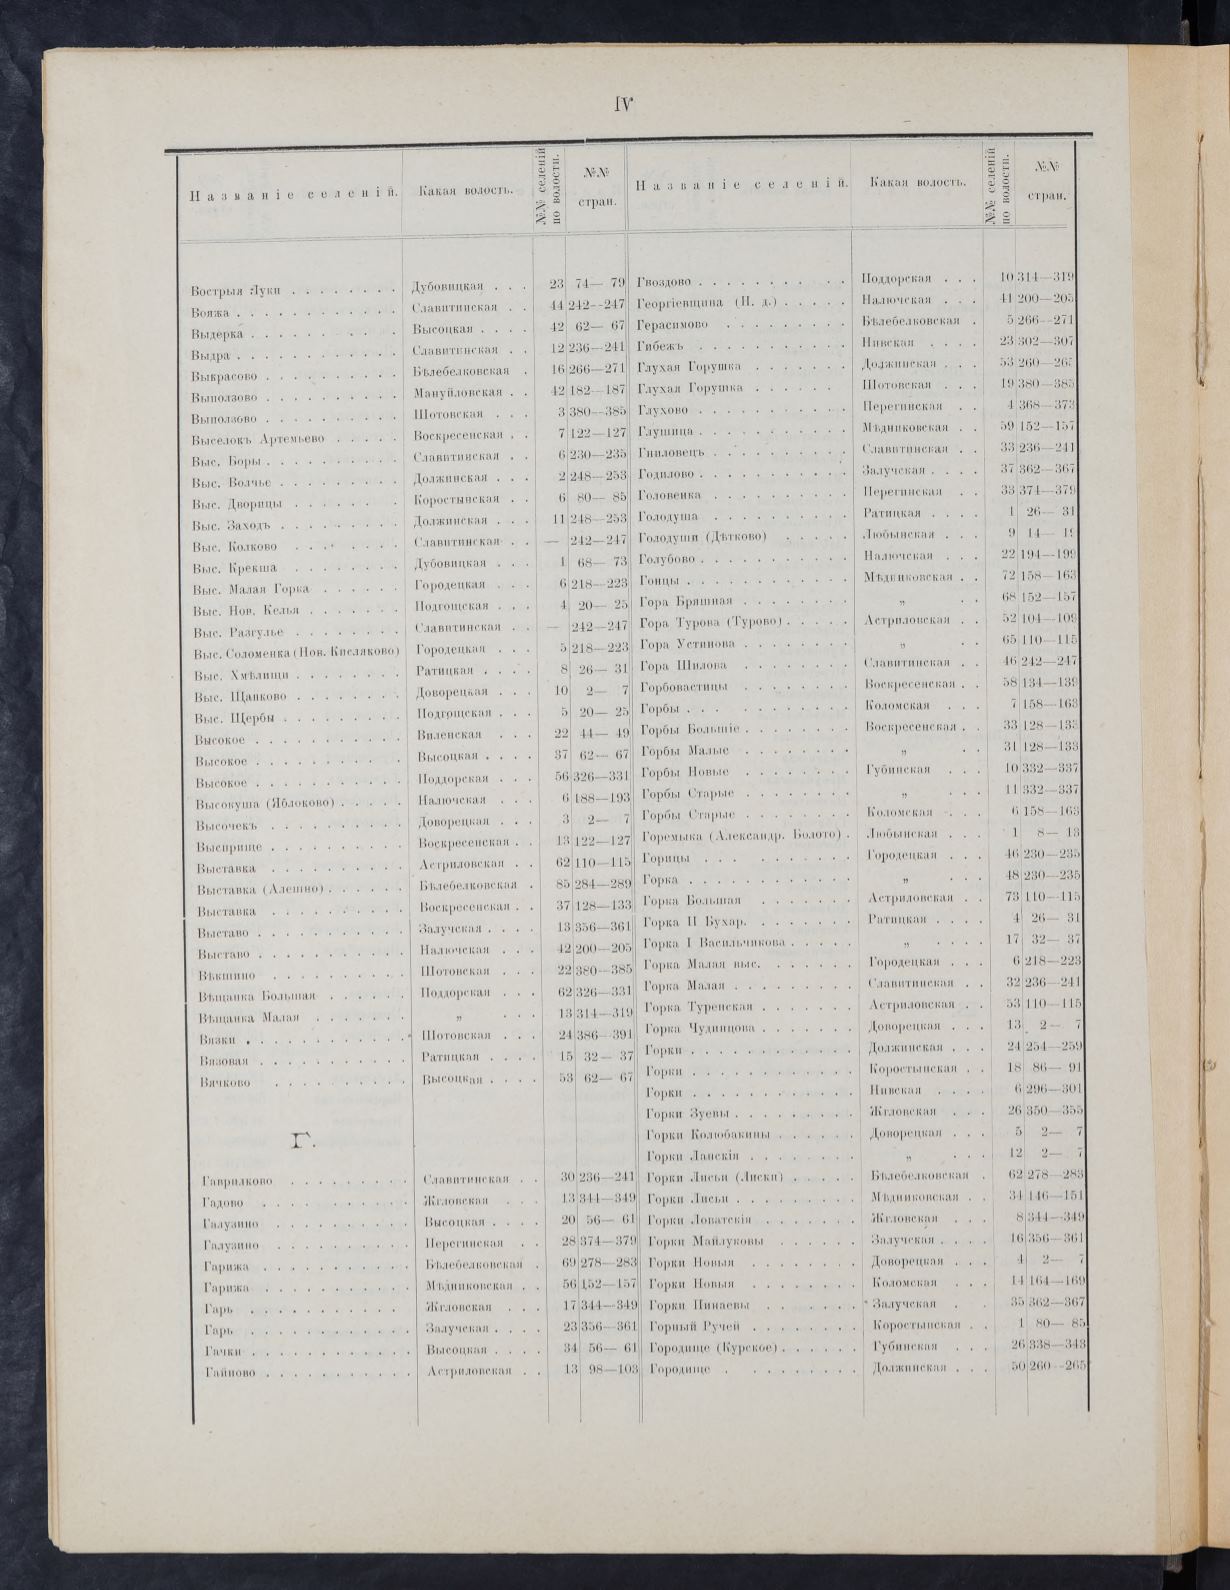 IV
Названіе селеній. Какая волость. №№ селеній по волости. №№ стран.
Вострыя Луки . . . Дубовицкая . . . 23 74— 79
Вояжа . . . Славитинская . . 44 242—247
Выдерка . . . Высоцкая . . . . 42 62— 67
Выдра . . . Славитинская . . 12 236—241
Выкрасово . . . Бѣлебелковская . 16 266—271
Выползово . . . Мануйловская . . 42 182—187
Выползово . . . Шотовская . . . 3 380—385
Выселокъ Артемьево . . . Воскресенская . . 7 122—127
Выс. Боры . . . Славитинская . . 6 230—235
Выс. Волчье . . . Должинская . . . 2 248—253
Выс. Дворицы . . . Коростынская . . 6 80— 85
Выс. Заходъ . . . Должинская . . . 11 248—253
Выс. Колково . . . Славитинская . . — 242—247
Выс. Крекша . . . Дубовицкая . . . 1 68— 73
Выс. Малая Горка . . . Городецкая . . . 6 218—223
Выс. Нов. Келья . . . Подгощская . . . 4 20— 25
Выс. Разгулье . . . Славитинская . . — 242—247
Выс. Соломенка (Нов. Кисляково) Городецкая . . . 5 218—223
Выс. Хмѣлищи . . . Ратицкая . . . . 8 26— 31
Выс. Щапково . . . Доворецкая . . . 10 2— 7
Выс. Щербы . . . Подгощская . . . 5 20— 25
Высокое . . . Виленская . . . 22 44— 49
Высокое . . . Высоцкая . . . . 37 62— 67
Высокое . . . Поддорская . . . 56 326—331
Высокуша (Яблоково) . . . Налючская . . . 6 188—193
Высочекъ . . . Доворецкая . . . 3 2— 7
Высприще . . . Воскресенская . . 13 122—127
Выставка . . . Астриловская . . 62 110—115
Выставка (Алешно) . . . Бѣлебелковская . 85 284—289
Выставка . . . Воскресенская . . 37 128—133
Выставо . . . Залучская . . . . 13 356—361
Выставо . . . Налючская . . . 42 200—205
Вѣкшино . . . Шотовская . . . 22 380—385
Вѣщанка Большая . . . Поддорская . . . 62 326—331
Вѣщанка Малая . . . „ . . . 13 314—319
Вязки . . . Шотовская . . . 24 386—391
Вязовая . . . Ратицкая . . . . 15 32— 37
Вячково . . . Высоцкая . . . . 53 62— 67
Г.
Гаврилково . . . Славитинская . . 30 236—241
Гадово . . . Жгловская . . . 13 344—349
Галузино . . . Высоцкая . . . . 20 56— 61
Галузино . . . Перегинская . . 28 374—379
Гарижа . . . Бѣлебелковская . 69 278—283
Гарижа . . . Мѣдниковская . . 56 152—157
Гарь . . . Жгловская . . . 17 344—349
Гарь . . . Залучская . . . . 23 356—361
Гачки . . . Высоцкая . . . . 34 56— 61
Гайново . . . Астриловская . . 13 98—103
Названіе селеній. Какая волость. №№ селеній по волости. №№ стран.
Гвоздово . . . Поддорская . . . 10 314—319
Георгіевщина (П. д.) . . . Налючская . . . 41 200—205
Герасимово . . . Бѣлебелковская . 5 266—271
Гибежъ . . . Нивская . . . . 23 302—307
Глухая Горушка . . . Должинская . . . 53 260—265
Глухая Горушка . . . Шотовская . . . 19 380—385
Глухово . . . Перегинская . . 4 368—373
Глушица . . . Мѣдниковская . . 59 152—157
Гниловецъ . . . Славитинская . . 33 236—241
Годилово . . . Залучская . . . . 37 362—367
Головенка . . . Перегинская . . 33 374—379
Голодуша . . . Ратицкая . . . . 1 26— 31
Голодуши (Дѣтково) . . . Любынская . . . 9 14— 19
Голубово . . . Налючская . . . 22 194—199
Гонцы . . . Мѣдниковская . . 72 158—163
Гора Бряшная . . . „ . . 68 152—157
Гора Турова (Турово) . . . Астриловская . . 52 104—109
Гора Устинова . . . „ . . 65 110—115
Гора Шилова . . . Славитинская . . 46 242—247
Горбовастицы . . . Воскресенская . . 58 134—139
Горбы . . . Коломская . . . 7 158—163
Горбы Большіе . . . Воскресенская . . 33 128—133
Горбы Малые . . . „ . . 31 128—133
Горбы Новые . . . Губинская . . . 10 332—337
Горбы Старые . . . „ . . . 11 332—337
Горбы Старые . . . Коломская . . . 6 158—163
Горемыка (Александр. Болото) . Любынская . . . 1 8— 13
Горицы . . . Городецкая . . . 46 230—235
Горка . . . „ . . . 48 230—235
Горка Большая . . . Астриловская . . 73 110—115
Горка II Бухар. . . . Ратицкая . . . . 4 26— 31
Горка I Васильчикова . . . „ . . . . 17 32— 37
Горка Малая выс. . . . Городецкая . . . 6 218—223
Горка Малая . . . Славитинская . . 32 236—241
Горка Туренская . . . Астриловская . . 53 110—115
Горка Чудинцова . . . Доворецкая . . . 13 2— 7
Горки . . . Должинская . . . 24 254—259
Горки . . . Коростынская . . 18 86— 91
Горки . . . Нивская . . . . 6 296—301
Горки Зуевы . . . Жгловская . . . 26 350—355
Горки Колюбакины . . . Доворецкая . . . 5 2— 7
Горки Ланскія . . . „ . . . 12 2— 7
Горки Лисьи (Лиски) . . . Бѣлебелковская . 62 278—283
Горки Лисьи . . . Мѣдниковская . . 34 146—151
Горки Ловатскія . . . Жгловская . . . 8 344—349
Горки Майлуковы . . . Залучская . . . . 16 356—361
Горки Новыя . . . Доворецкая . . . 4 2— 7
Горки Новыя . . . Коломская . . . 14 164—169
Горки Пинаевы . . . Залучская . . 35 362—367
Горный Ручей . . . Коростынская . . 1 80— 85
Городище (Курское) . . . Губинская . . . 26 338—343
Городище . . . Должинская . . . 50 260—265